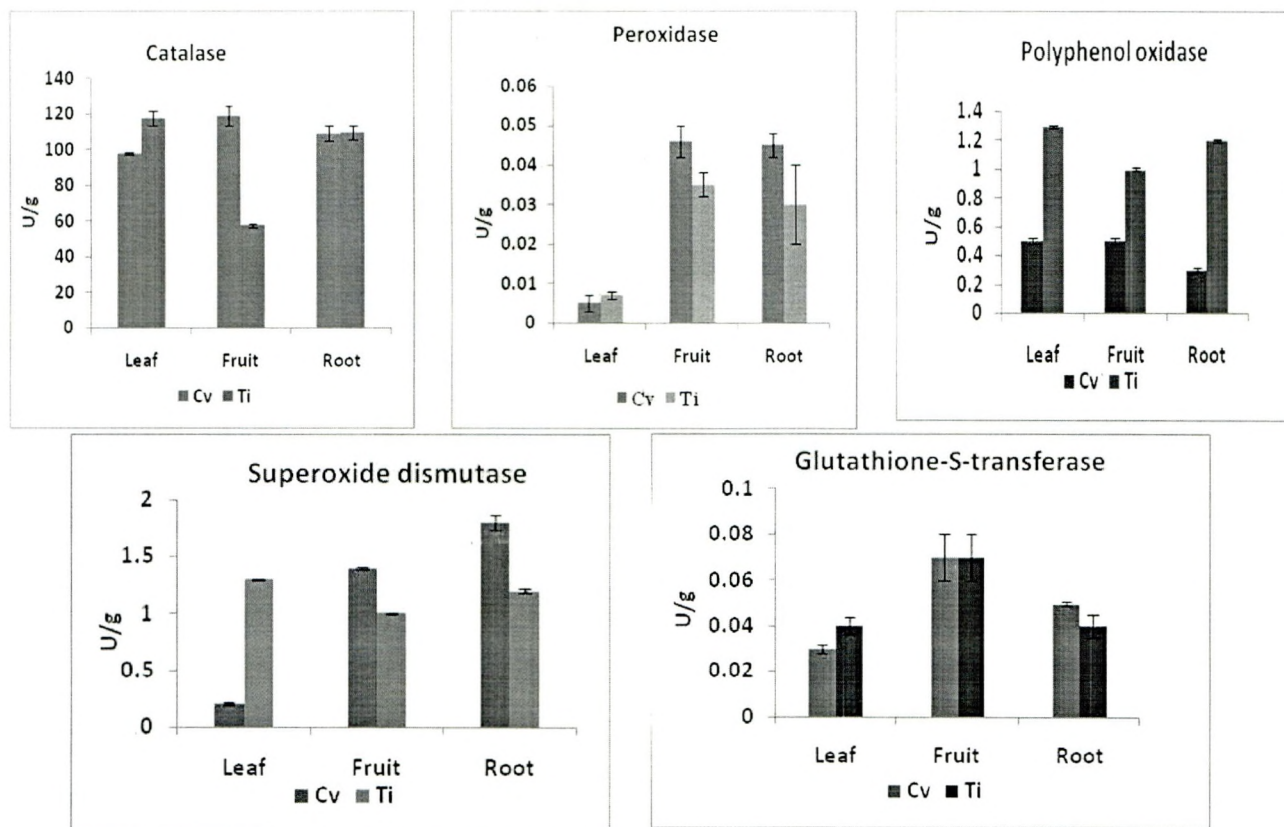 Catalase
U/g
140
120
100
80
60
40
20
0
Leaf Fruit Root
Cv Ti
Peroxidase
U/g
0.06
0.05
0.04
0.03
0.02
0.01
0
Leaf Fruit Root
Cv Ti
Polyphenol oxidase
U/g
1.4
1.2
1
0.8
0.6
0.4
0.2
0
Leaf Fruit Root
Cv Ti
Superoxide dismutase
U/g
2
1.5
1
0.5
0
Leaf Fruit Root
Cv Ti
Glutathione-S-transferase
U/g
0.1
0.08
0.06
0.04
0.02
0
Leaf Fruit Root
Cv Ti